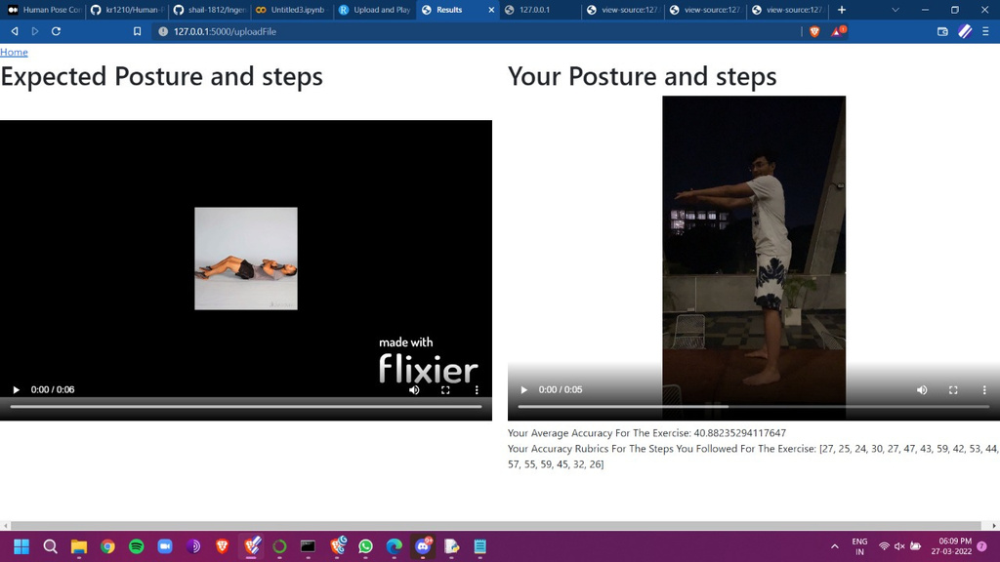 Human Pose Co
kr1210/Human-P
shail-1812/Inger
Untitled3.ipynb
Upload and Play
Results
127.0.0.1
view-source:127.
view-source:127.
view-source:127.
127.0.0.1:5000/uploadFile
Home
Expected Posture and steps
Your Posture and steps
made with
flixier
0:00 / 0:06
0:00 / 0:05
Your Average Accuracy For The Exercise: 40.88235294117647
Your Accuracy Rubrics For The Steps You Followed For The Exercise: [27, 25, 24, 30, 27, 47, 43, 59, 42, 53, 44,
57, 55, 59, 45, 32, 26]
ENG
IN
06:09 PM
27-03-2022
7